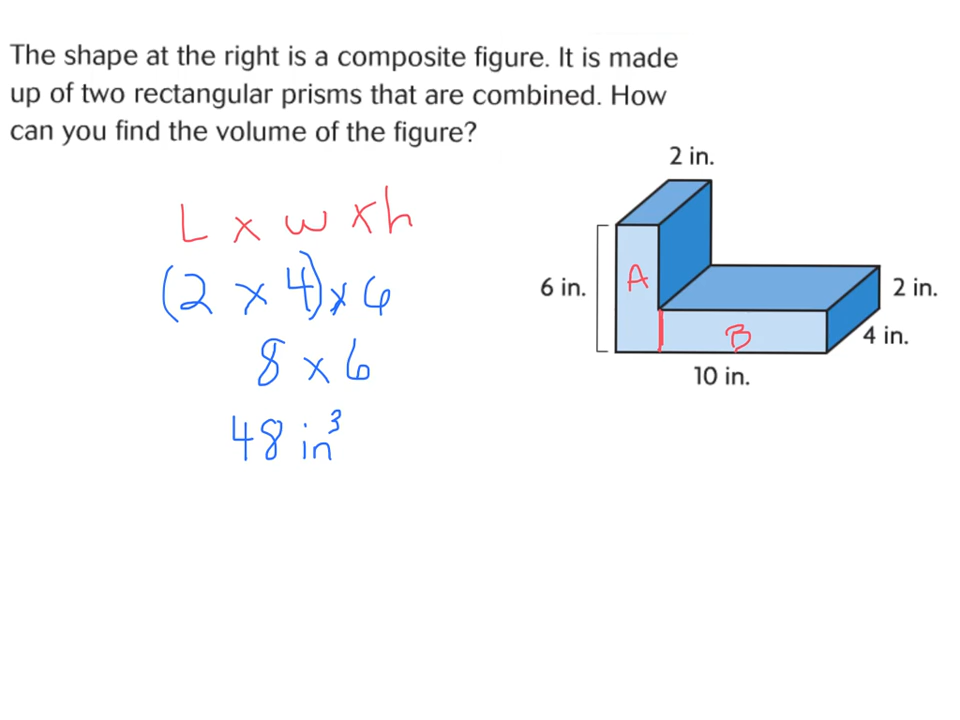 The shape at the right is a composite figure. It is made
up of two rectangular prisms that are combined. How
can you find the volume of the figure?
2 in.
L x w x h
(2 x 4) x 6
8 x 6
48 in³
6 in.
A
B
2 in.
4 in.
10 in.